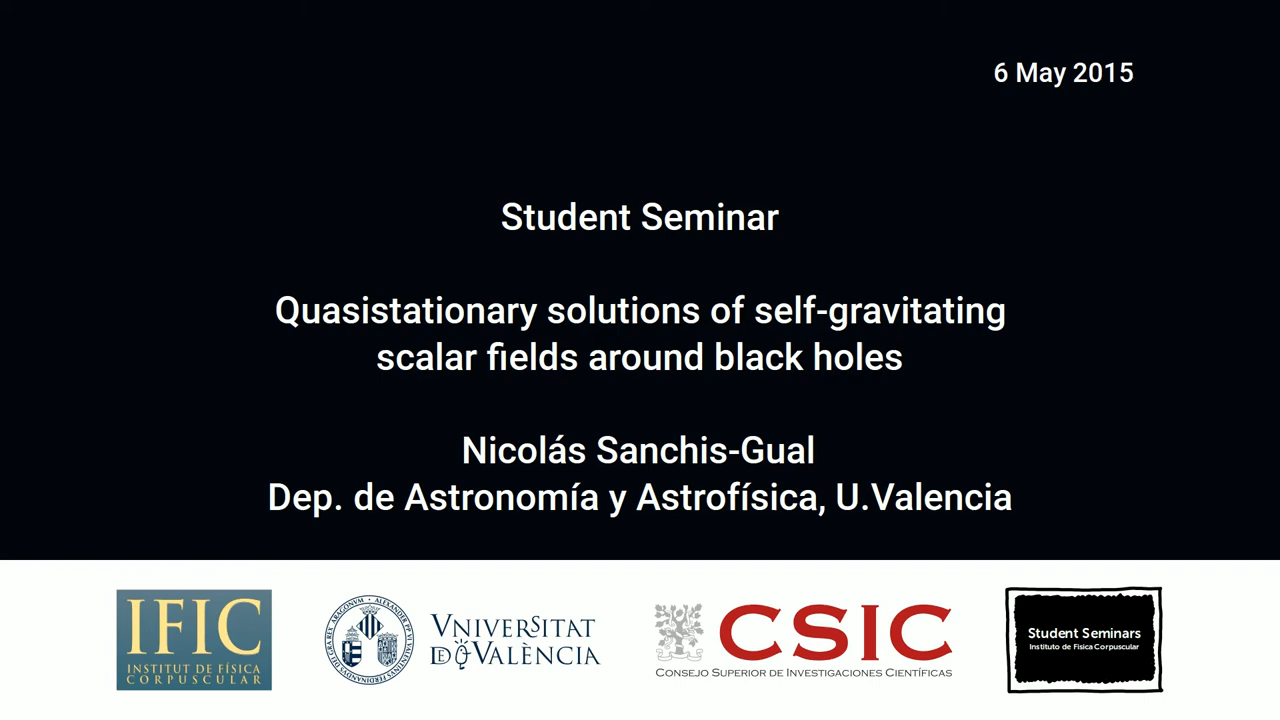 6 May 2015
Student Seminar
Quasistationary solutions of self-gravitating
scalar fields around black holes
Nicolás Sanchis-Gual
Dep. de Astronomía y Astrofísica, U.Valencia
IFIC
INSTITUT DE FÍSICA
CORPUSCULAR
VNIVERSITAT
DE VALÈNCIA
CSIC
CONSEJO SUPERIOR DE INVESTIGACIONES CIENTÍFICAS
Student Seminars
Instituto de Física Corpuscular